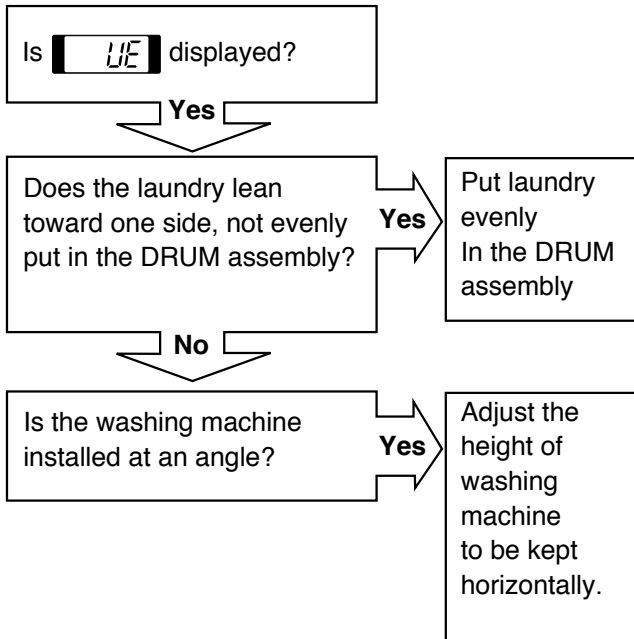 Is UE displayed?
Yes
Does the laundry lean
toward one side, not evenly
put in the DRUM assembly?
Yes
Put laundry
evenly
In the DRUM
assembly
No
Is the washing machine
installed at an angle?
Yes
Adjust the
height of
washing
machine
to be kept
horizontally.